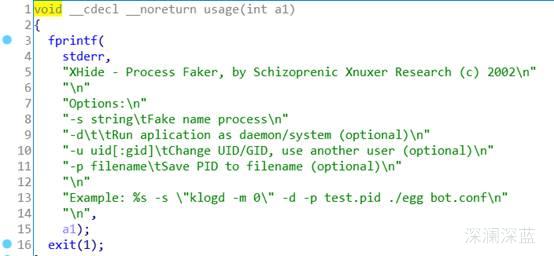 1 void __cdecl __noreturn usage(int a1)
2 {
3 fprintf(
4 stderr,
5 "XHide - Process Faker, by Schizoprenic Xnuxer Research (c) 2002\n"
6 "\n"
7 "Options:\n"
8 "-s string\tFake name process\n"
9 "-d\t\tRun aplication as daemon/system (optional)\n"
10 "-u uid[:gid]\tChange UID/GID, use another user (optional)\n"
11 "-p filename\tSave PID to filename (optional)\n"
12 "\n"
13 "Example: %s -s \"klogd -m 0\" -d -p test.pid ./egg bot.conf\n"
14 "\n",
15 a1);
16 exit(1);
深澜深蓝